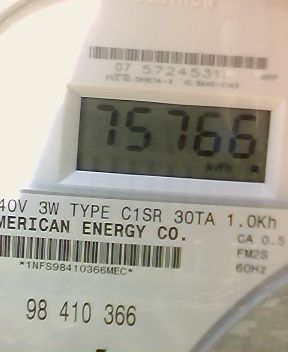 07 5724531
75766
kWh
40V 3W TYPE C1SR 30TA 1.0Kh
MERICAN ENERGY CO.
CA 0.5
FM2S
60Hz
*1NFS98410366MEC*
98 410 366